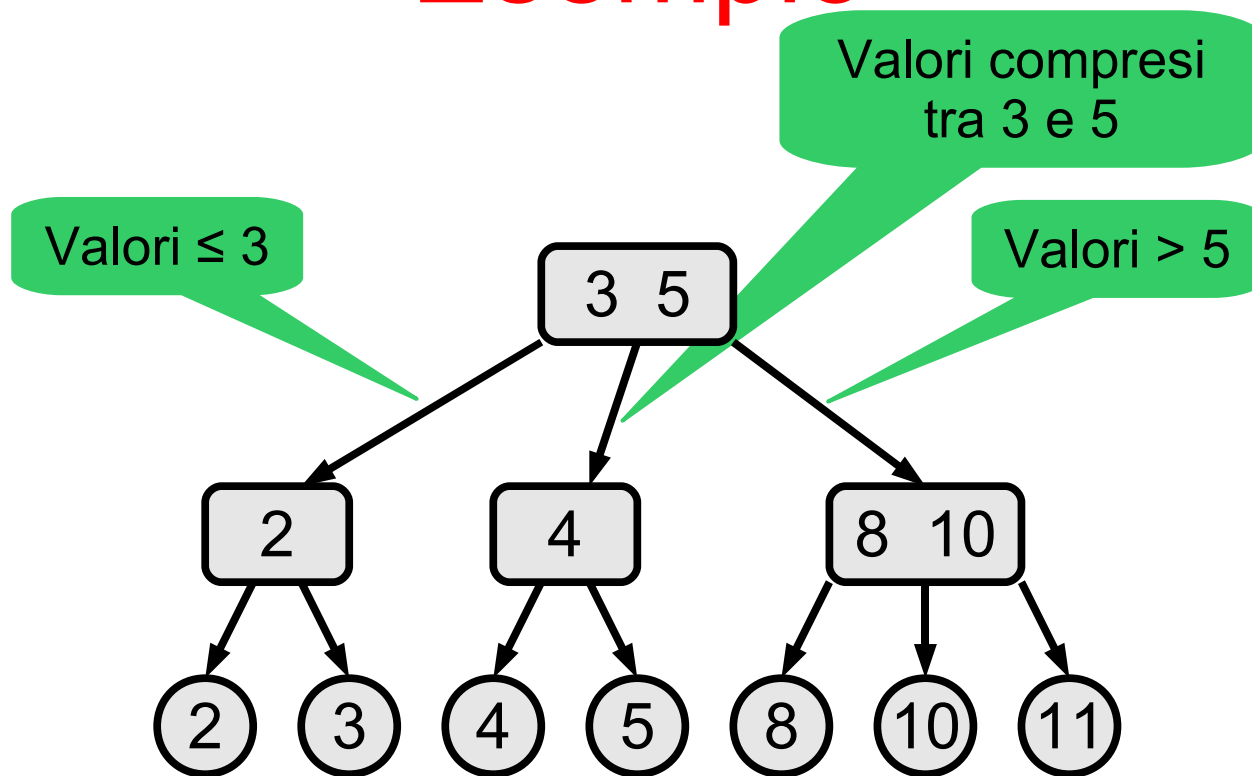 Esempio
Valori compresi
tra 3 e 5
Valori ≤ 3
Valori > 5
3 5
2
4
8 10
2 3 4 5 8 10 11